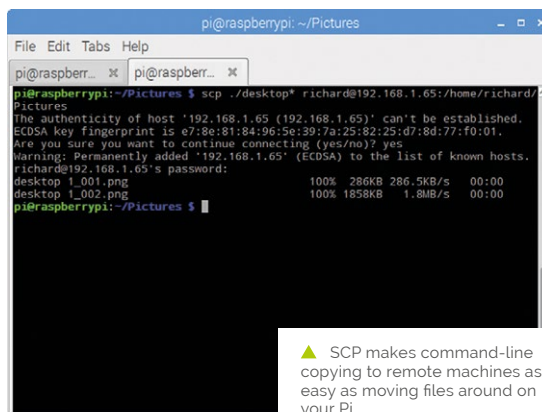 pi@raspberrypi: ~/Pictures
File Edit Tabs Help
pi@raspberr... pi@raspberr...
pi@raspberrypi:~/Pictures $ scp ./desktop* richard@192.168.1.65:/home/richard/
Pictures
The authenticity of host '192.168.1.65 (192.168.1.65)' can't be established.
ECDSA key fingerprint is e7:8e:81:84:96:5e:39:7a:25:82:25:d7:8d:77:f0:01.
Are you sure you want to continue connecting (yes/no)? yes
Warning: Permanently added '192.168.1.65' (ECDSA) to the list of known hosts.
richard@192.168.1.65's password:
desktop 1_001.png 100% 286KB 286.5KB/s 00:00
desktop 1_002.png 100% 1858KB 1.8MB/s 00:00
pi@raspberrypi:~/Pictures $
SCP makes command-line
copying to remote machines as
easy as moving files around on
your Pi